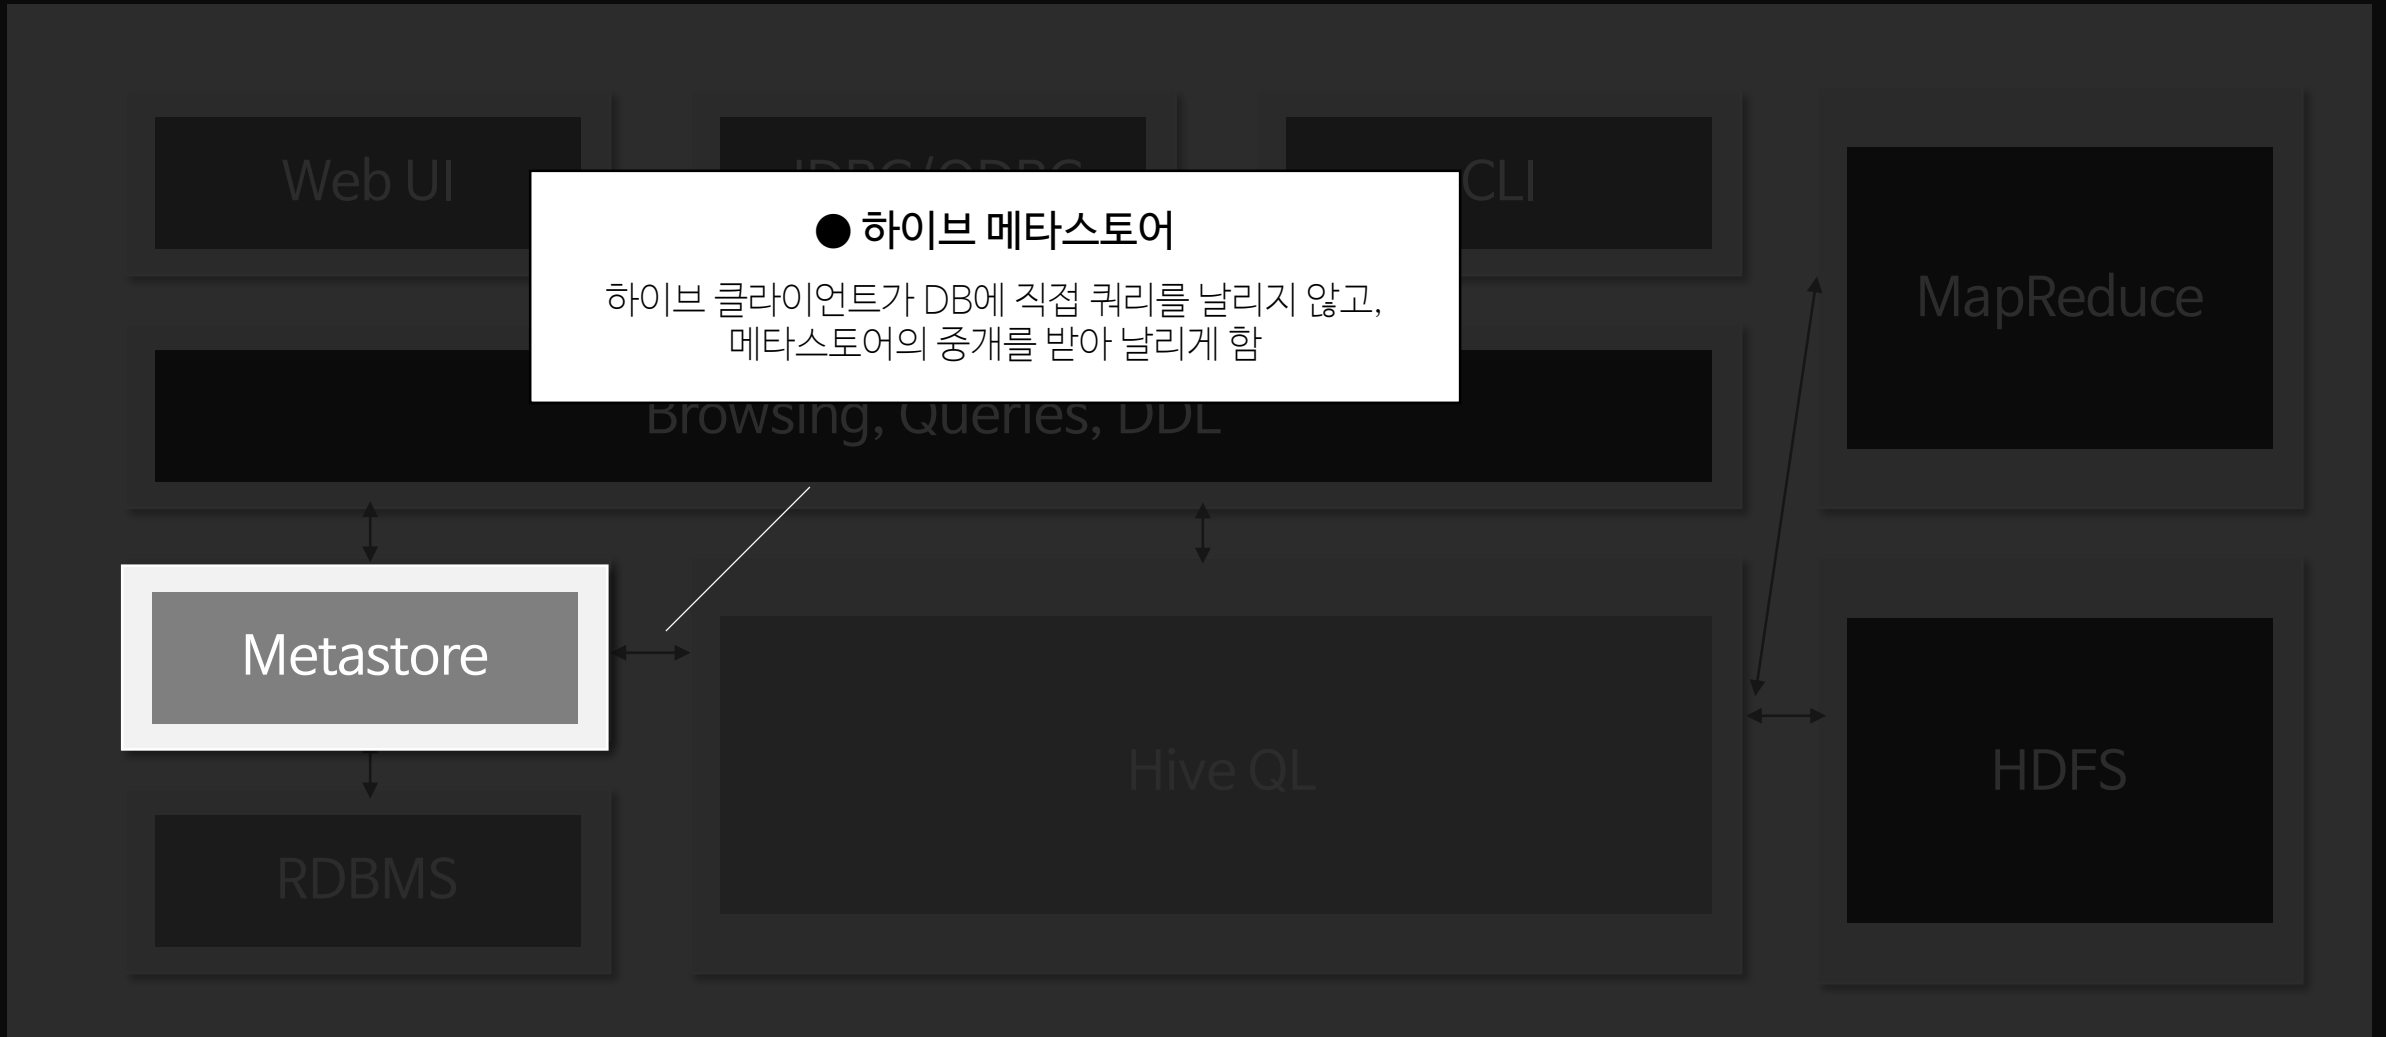 Web UI
JDBC/ODBC
CLI
MapReduce
● 하이브 메타스토어
하이브 클라이언트가 DB에 직접 쿼리를 날리지 않고,
메타스토어의 중개를 받아 날리게 함
Browsing, Queries, DDL
Metastore
Hive QL
HDFS
RDBMS